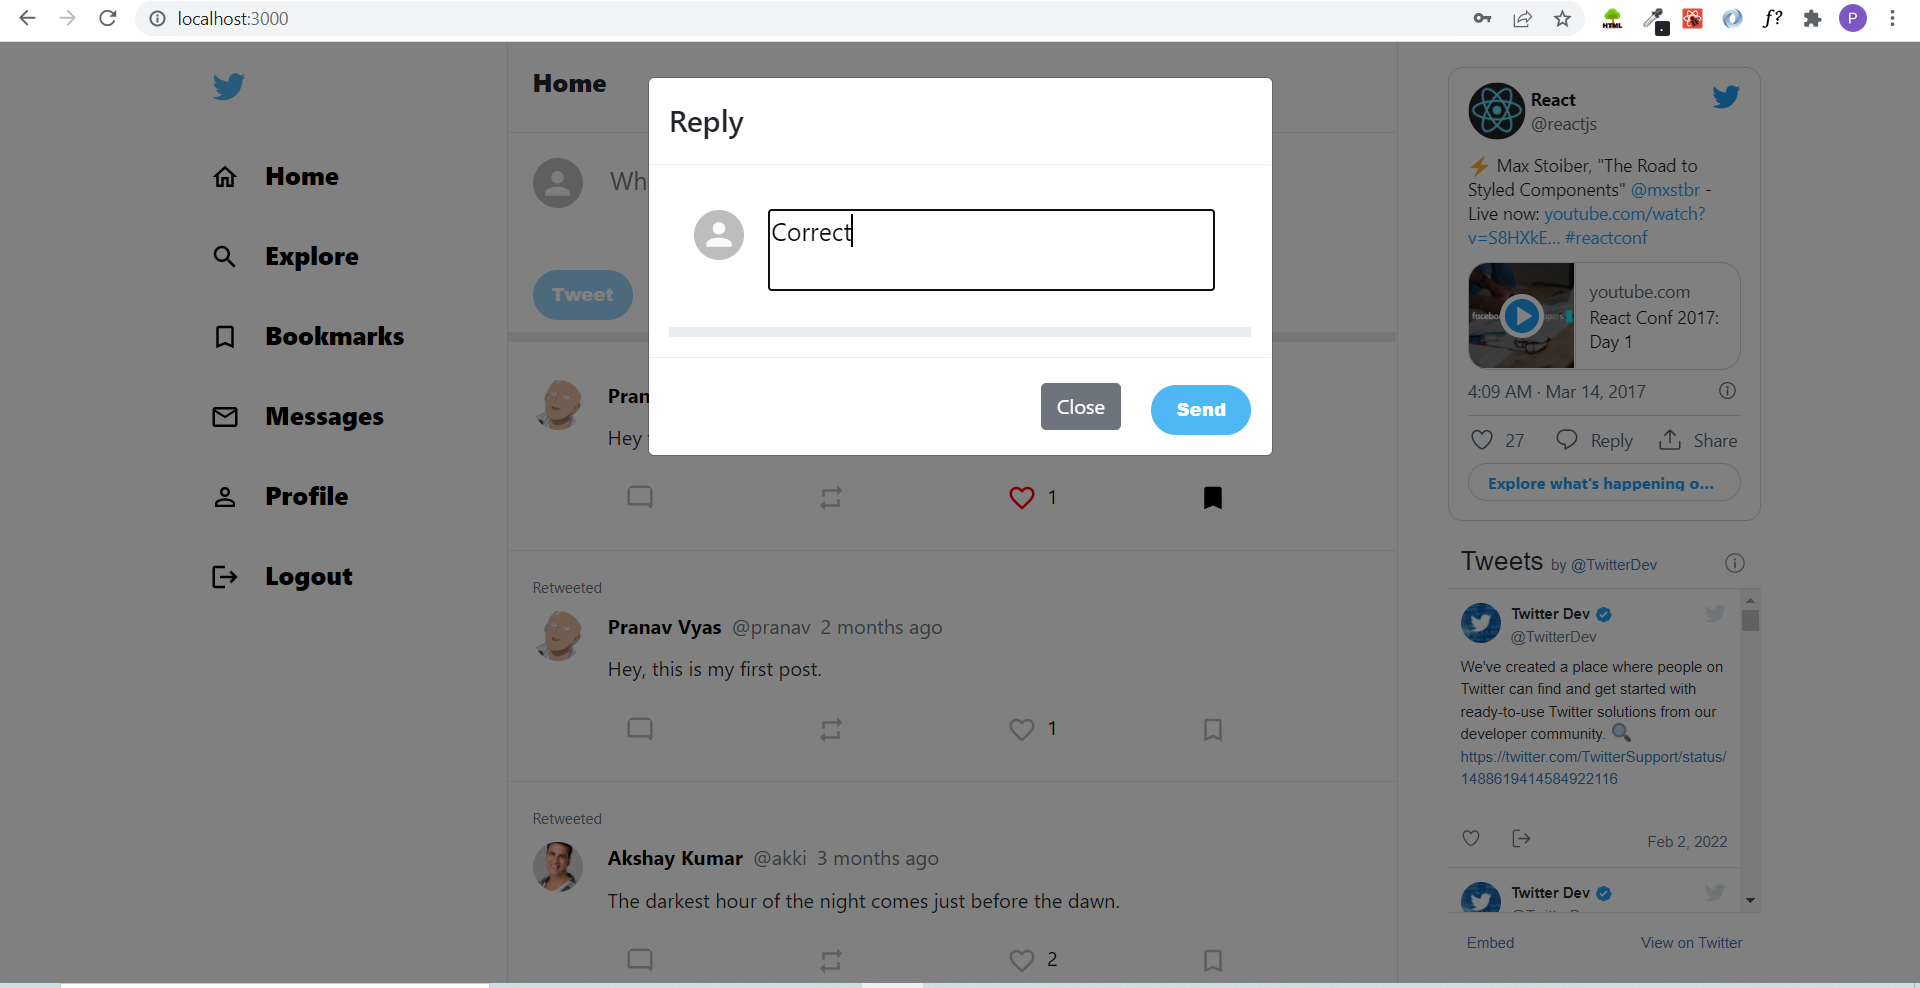 localhost:3000
P
Home
Explore
Bookmarks
Messages
Profile
Logout
Home
Tweet
Hey
1
Reply
Correct
Close
Send
Retweeted
Pranav Vyas @pranav 2 months ago
Hey, this is my first post.
1
Retweeted
Akshay Kumar @akki 3 months ago
The darkest hour of the night comes just before the dawn.
2
React
@reactjs
⚡ Max Stoiber, "The Road to
Styled Components" @mxstbr -
Live now: youtube.com/watch?
v=S8HXkE... #reactconf
youtube.com
React Conf 2017:
Day 1
4:09 AM · Mar 14, 2017
27 Reply Share
Explore what's happening o...
Tweets by @TwitterDev
Twitter Dev
@TwitterDev
We've created a place where people on
Twitter can find and get started with
ready-to-use Twitter solutions from our
developer community. 🔍
https://twitter.com/TwitterSupport/status/
1488619414584922116
Feb 2, 2022
Twitter Dev
Embed View on Twitter